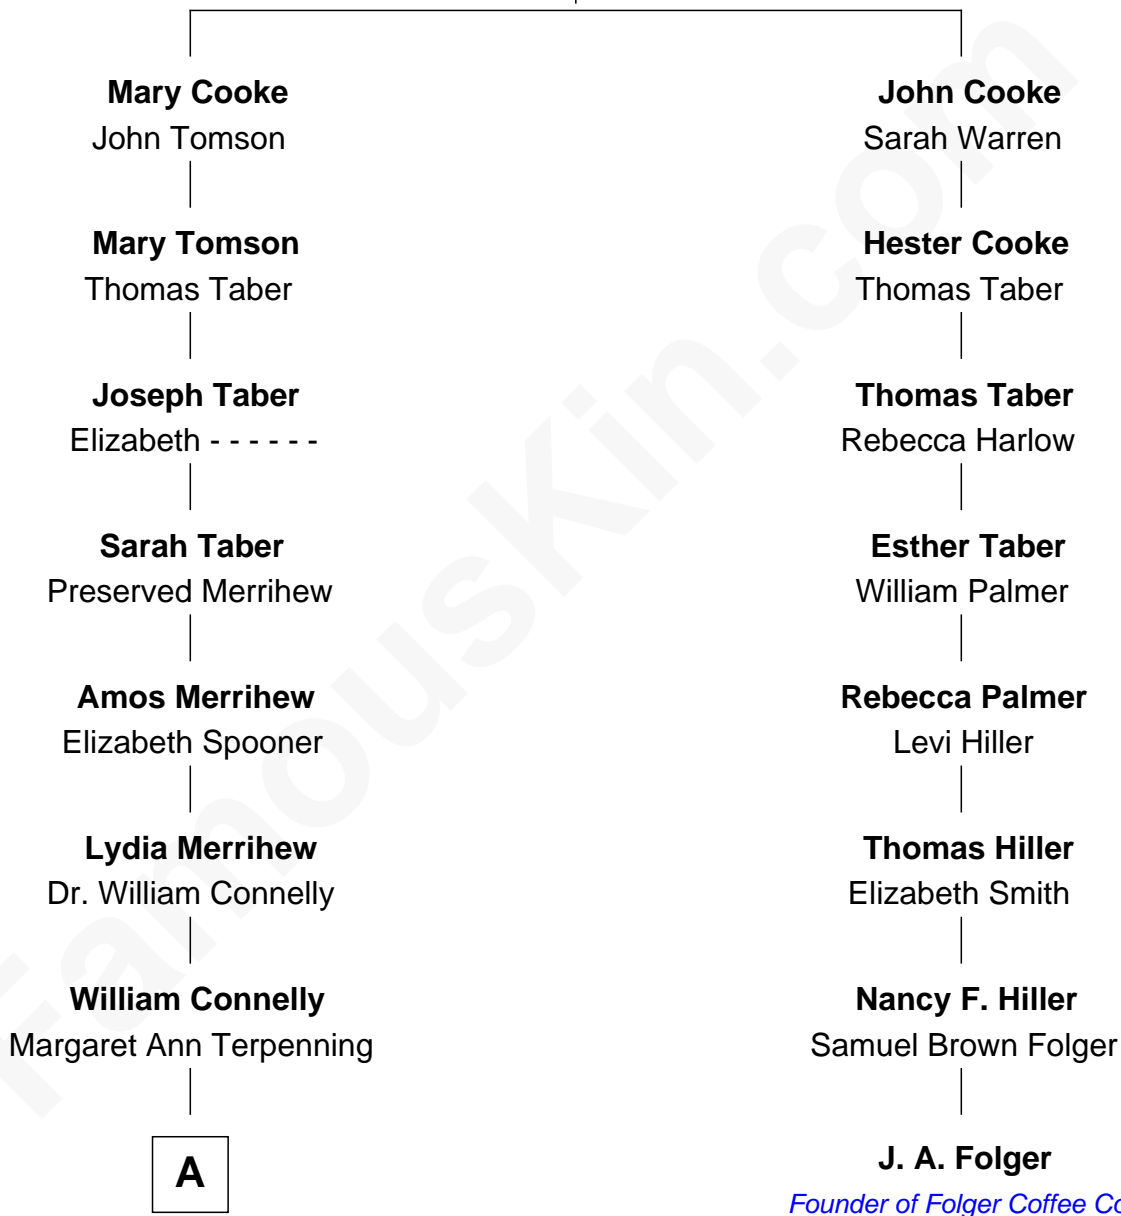 Mary Cooke
John Tomson
John Cooke
Sarah Warren
Mary Tomson
Thomas Taber
Hester Cooke
Thomas Taber
Joseph Taber
Elizabeth - - - - - -
Thomas Taber
Rebecca Harlow
Sarah Taber
Preserved Merrihew
Esther Taber
William Palmer
Amos Merrihew
Elizabeth Spooner
Rebecca Palmer
Levi Hiller
Lydia Merrihew
Dr. William Connelly
Thomas Hiller
Elizabeth Smith
William Connelly
Margaret Ann Terpenning
Nancy F. Hiller
Samuel Brown Folger
A
J. A. Folger
Founder of Folger Coffee Co
FamousKin.com